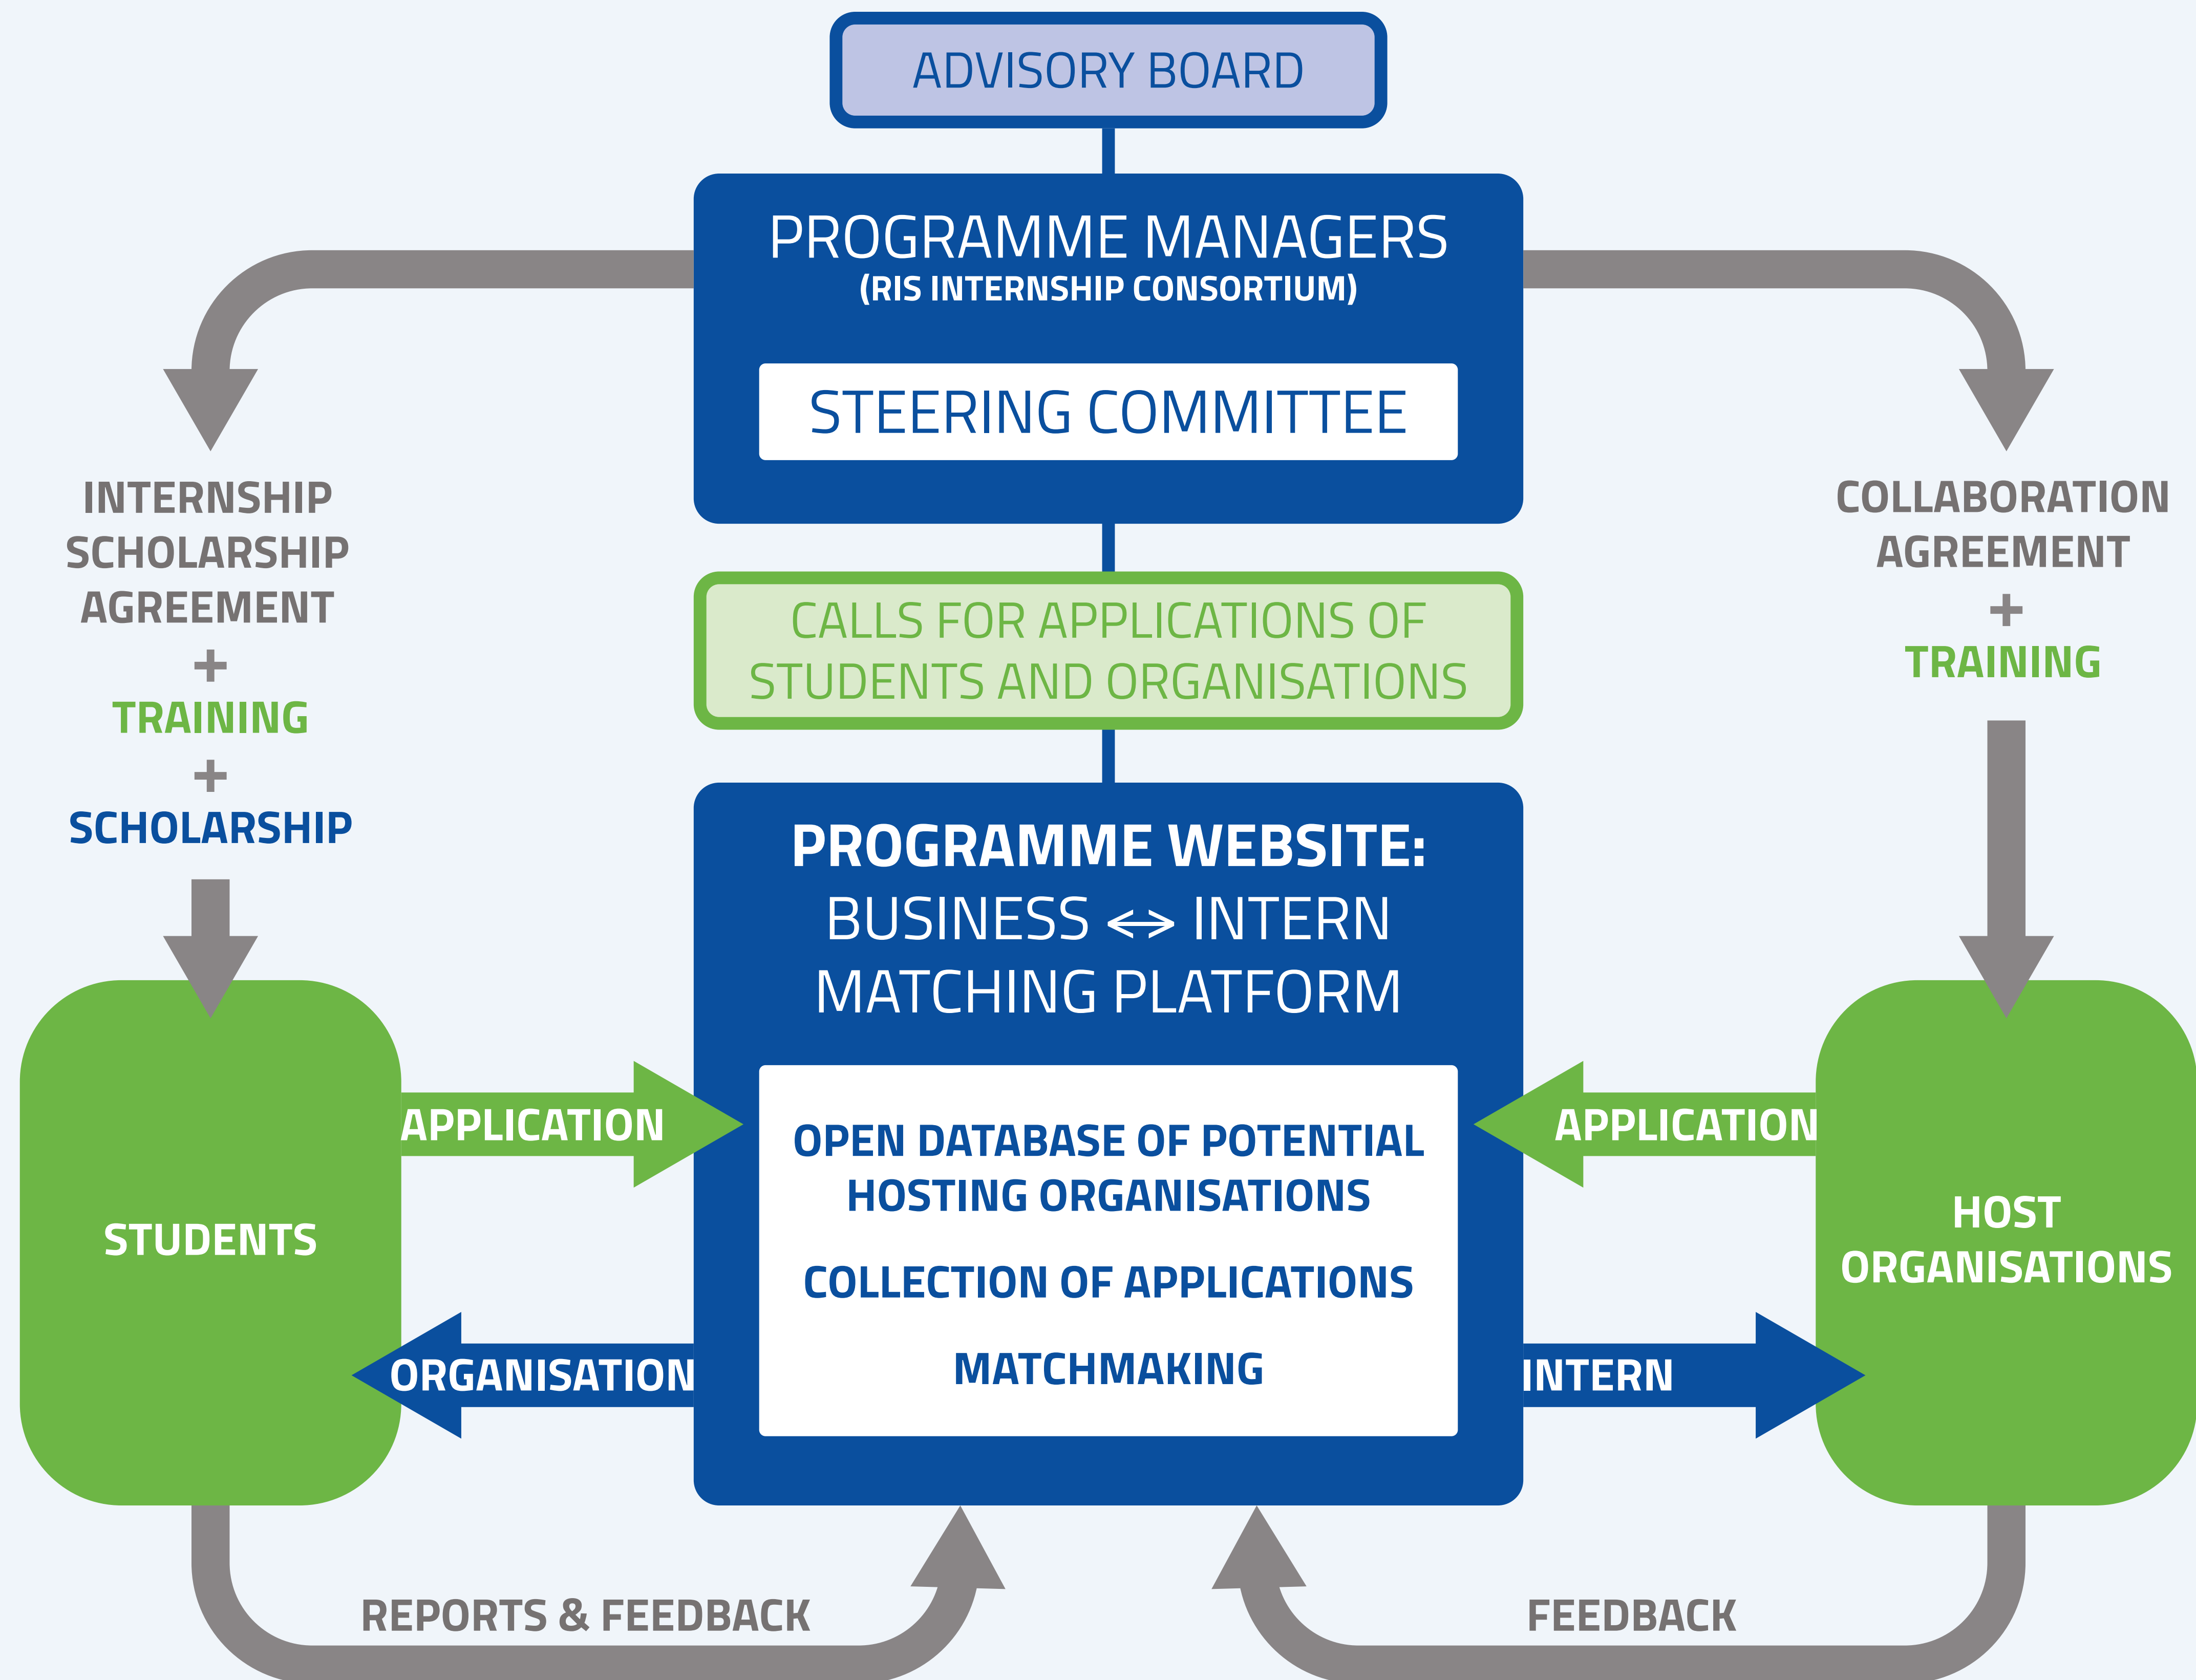 ADVISORY BOARD
PROGRAMME MANAGERS
(RIS INTERNSHIP CONSORTIUM)
STEERING COMMITTEE
INTERNSHIP
SCHOLARSHIP
AGREEMENT
+
TRAINING
+
SCHOLARSHIP
COLLABORATION
AGREEMENT
+
TRAINING
CALLS FOR APPLICATIONS OF
STUDENTS AND ORGANISATIONS
PROGRAMME WEBSITE:
BUSINESS <=> INTERN
MATCHING PLATFORM
OPEN DATABASE OF POTENTIAL
HOSTING ORGANISATIONS
COLLECTION OF APPLICATIONS
MATCHMAKING
APPLICATION
APPLICATION
STUDENTS
HOST
ORGANISATIONS
ORGANISATION
INTERN
REPORTS & FEEDBACK
FEEDBACK